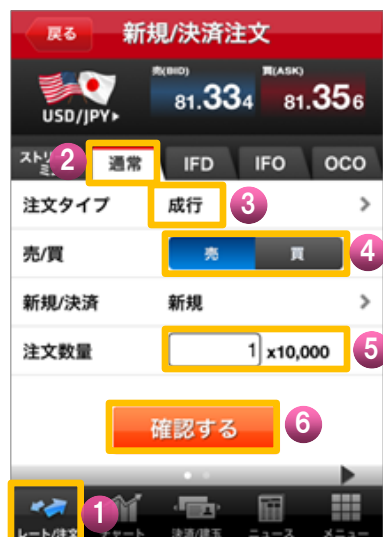 戻る 新規/決済注文
売(BID) 買(ASK)
USD/JPY 81.334 81.356
スト 2 通常 IFD IFO OCO
注文タイプ 成行 3 >
売/買 売 買 4
新規/決済 新規 >
注文数量 1 x10,000 5
確認する 6
1
レート/注文 チャート 決済/建玉 ニュース メニュー